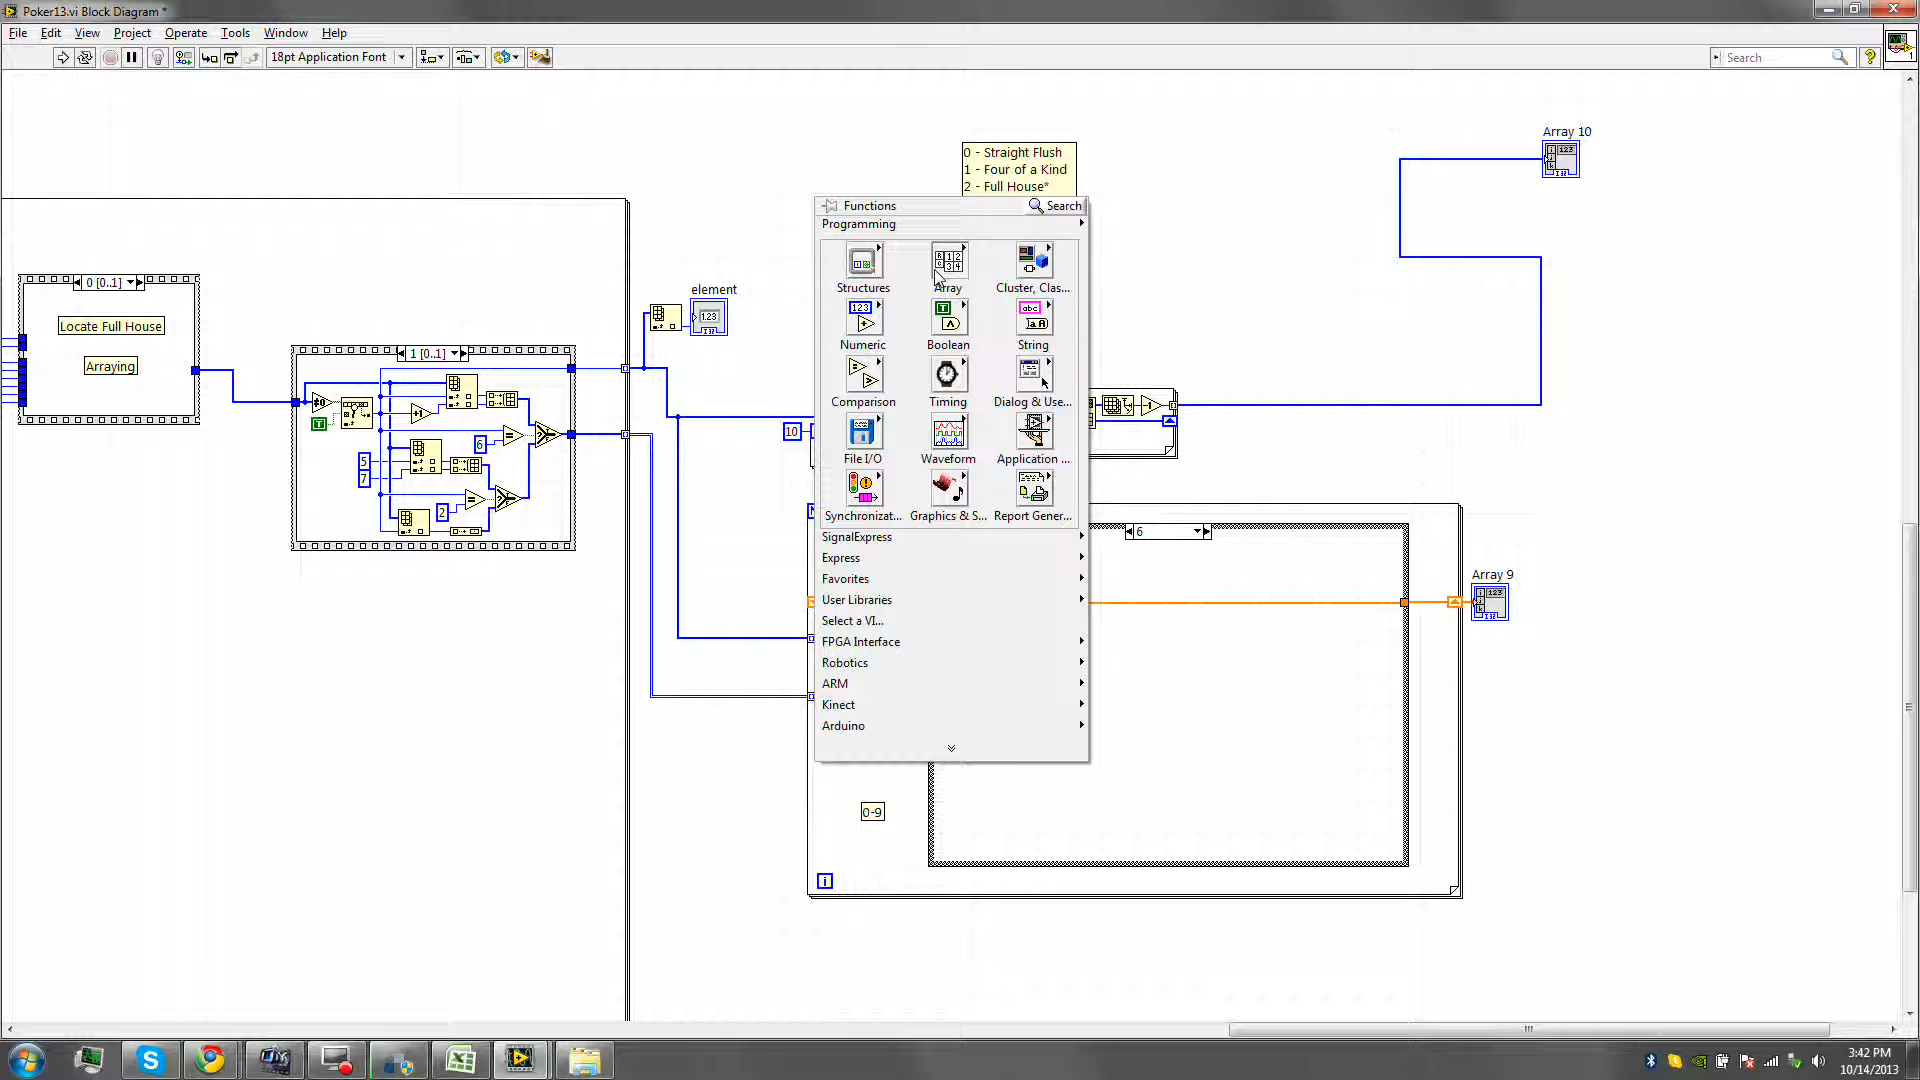 Poker13.vi Block Diagram *
File Edit View Project Operate Tools Window Help
18pt Application Font
Search
Array 10
0 - Straight Flush
1 - Four of a Kind
2 - Full House*
Functions Search
Programming
Structures Array Cluster, Clas...
Numeric Boolean String
Comparison Timing Dialog & Use...
File I/O Waveform Application ...
Synchronizat... Graphics & S... Report Gener...
SignalExpress
Express
Favorites
User Libraries
Select a VI...
FPGA Interface
Robotics
ARM
Kinect
Arduino
element
0 [0..1]
Locate Full House
Arraying
1 [0..1]
T
5
7
6
2
10
6
Array 9
0-9
i
3:42 PM
10/14/2013